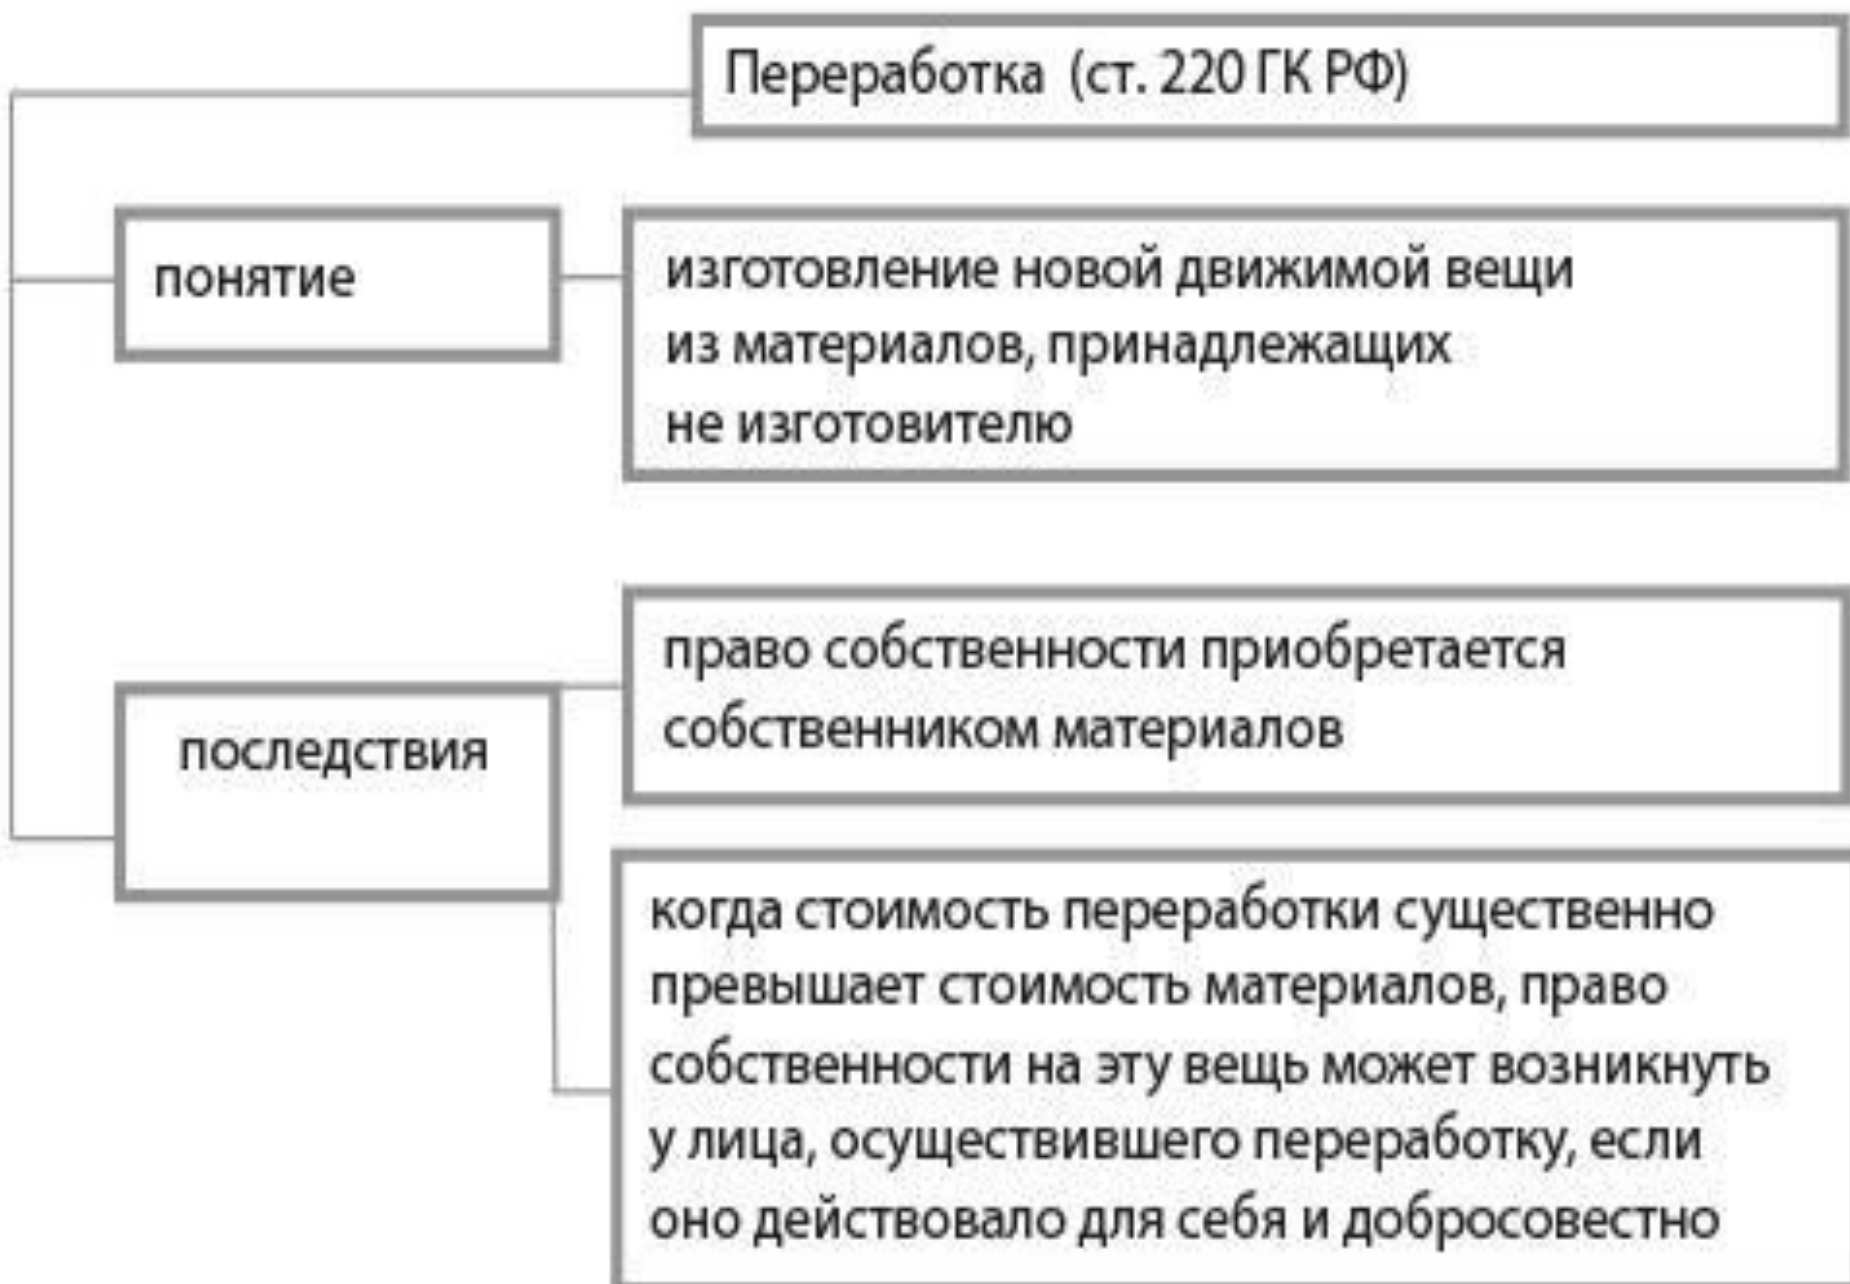 Переработка (ст. 220 ГК РФ)
понятие
изготовление новой движимой вещи
из материалов, принадлежащих
не изготовителю
последствия
право собственности приобретается
собственником материалов
когда стоимость переработки существенно
превышает стоимость материалов, право
собственности на эту вещь может возникнуть
у лица, осуществившего переработку, если
оно действовало для себя и добросовестно